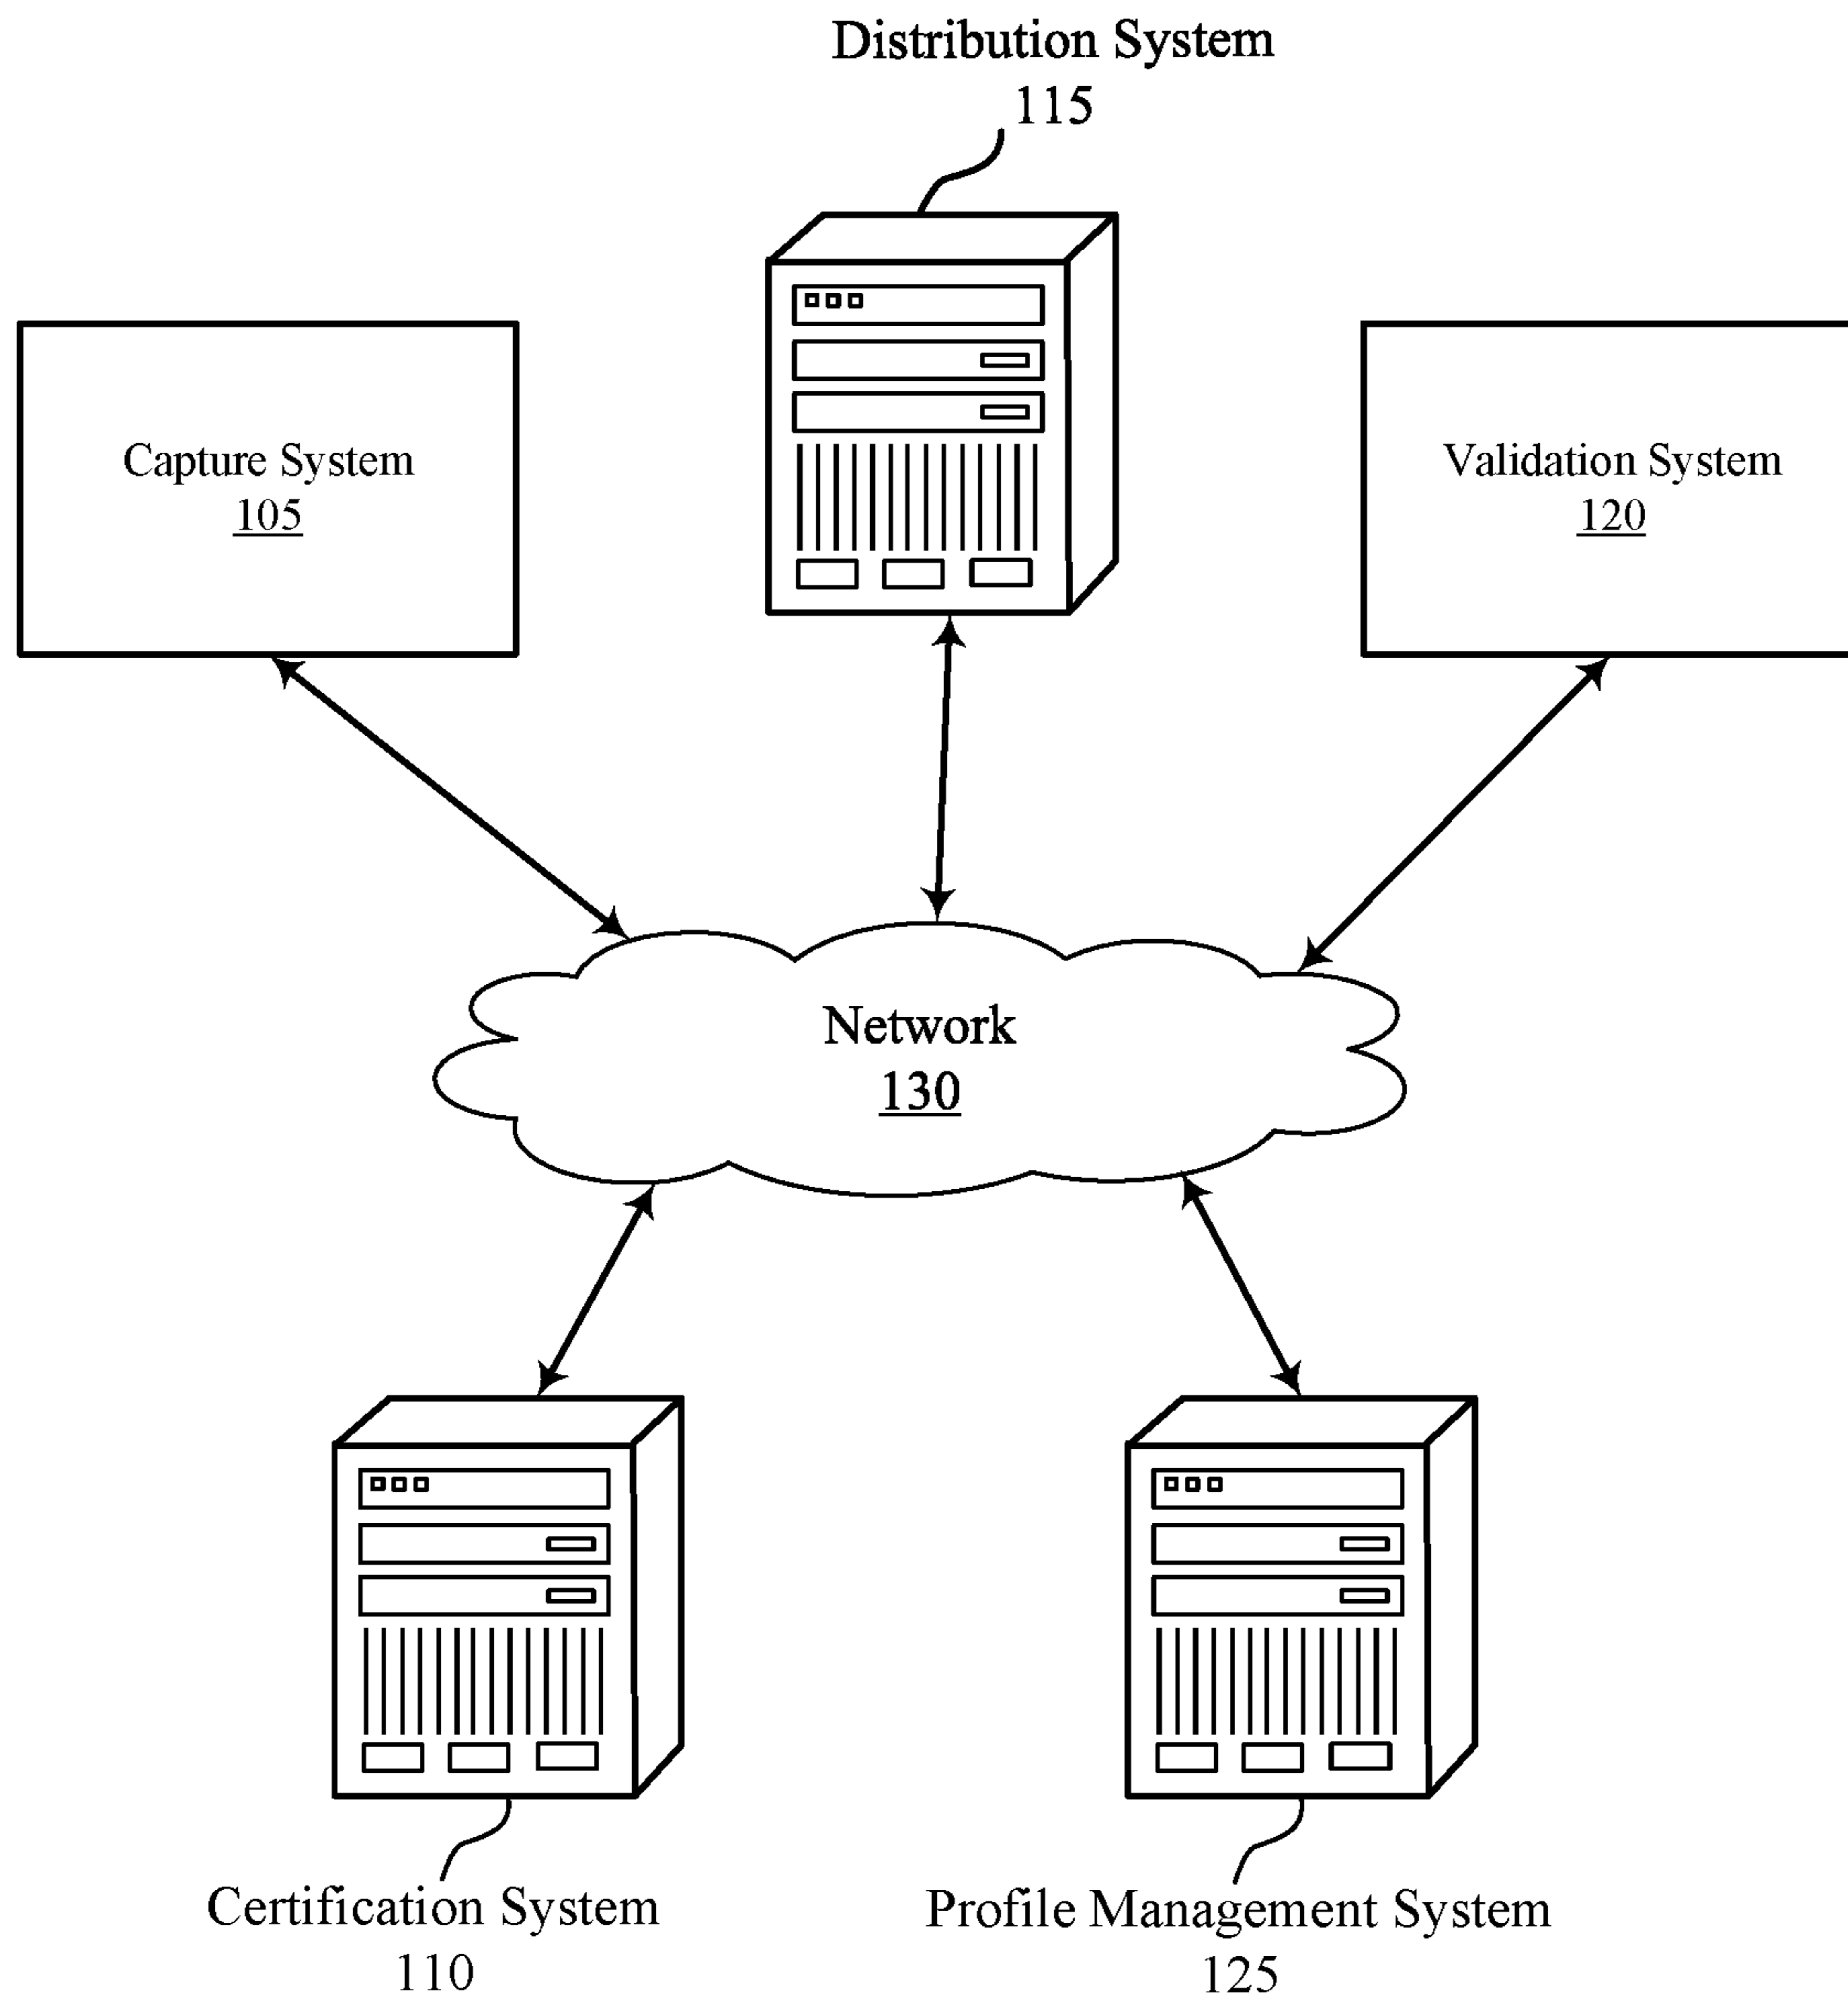 Distribution System
115
Capture System
105
Validation System
120
Network
130
Certification System
110
Profile Management System
125